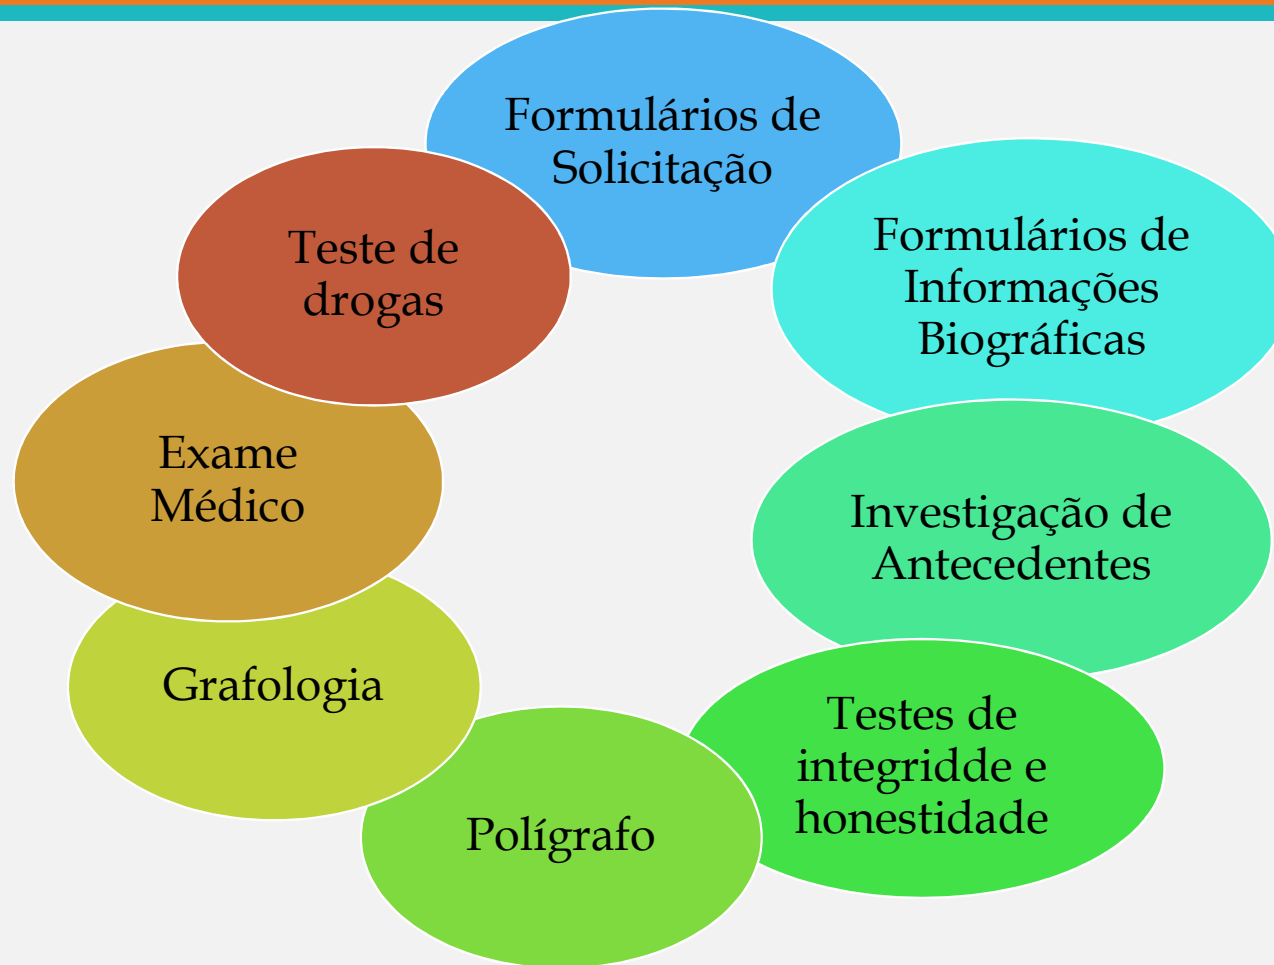 Formulários de
Solicitação
Formulários de
Informações
Biográficas
Investigação de
Antecedentes
Testes de
integridde e
honestidade
Polígrafo
Grafologia
Exame
Médico
Teste de
drogas